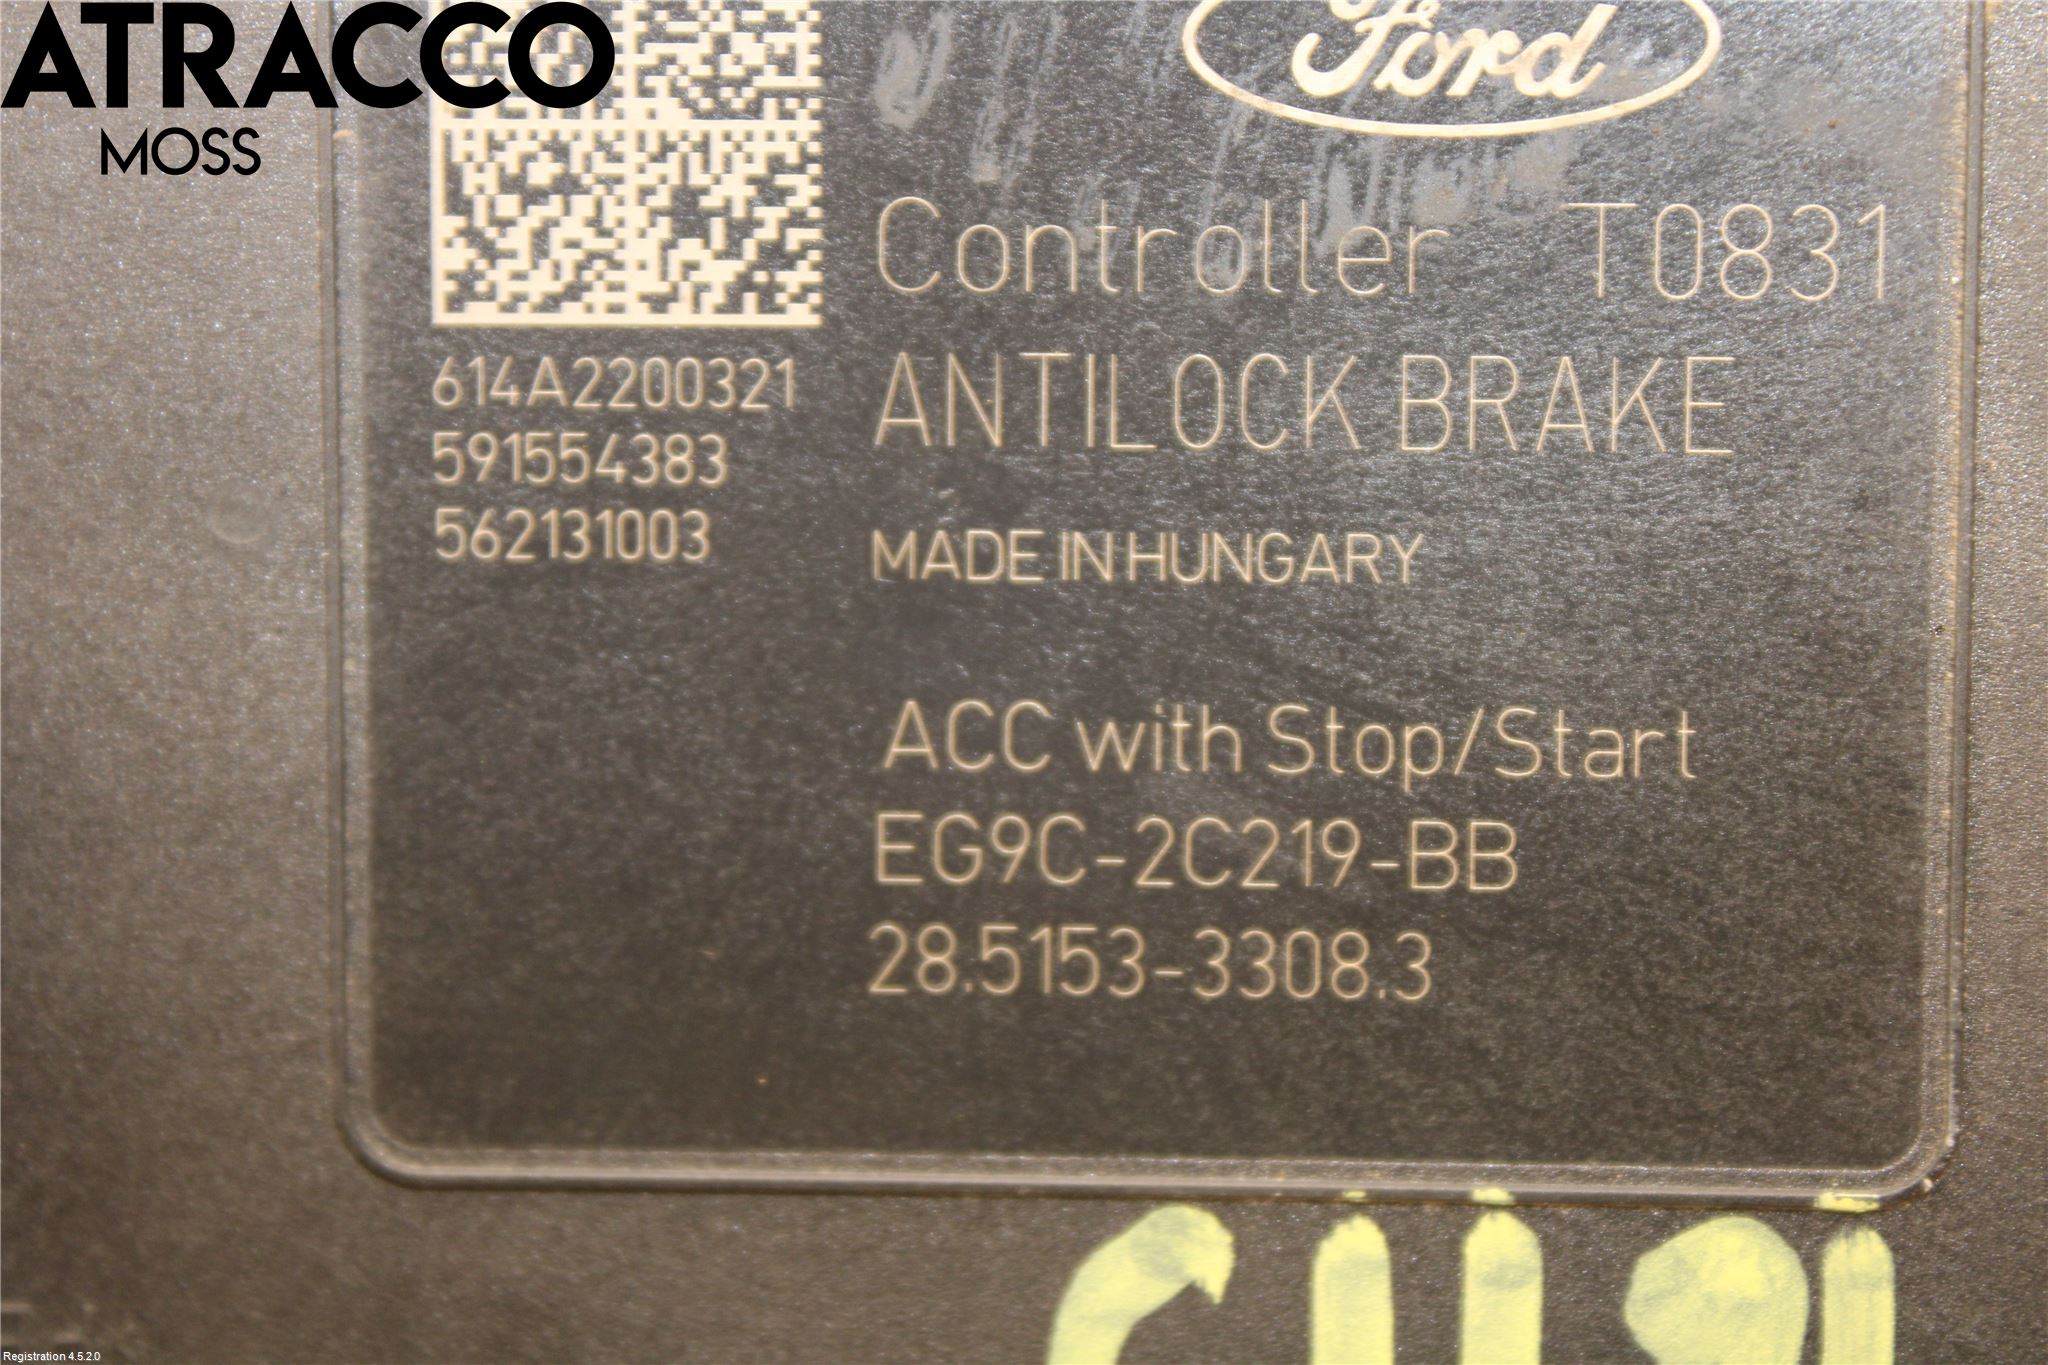 ATRACCO
MOSS
Ford
Controller T0831
ANTILOCK BRAKE
MADE IN HUNGARY
614A2200321
591554383
562131003
ACC with Stop/Start
EG9C-2C219-BB
28.5153-3308.3
Registration 4.5.2.0